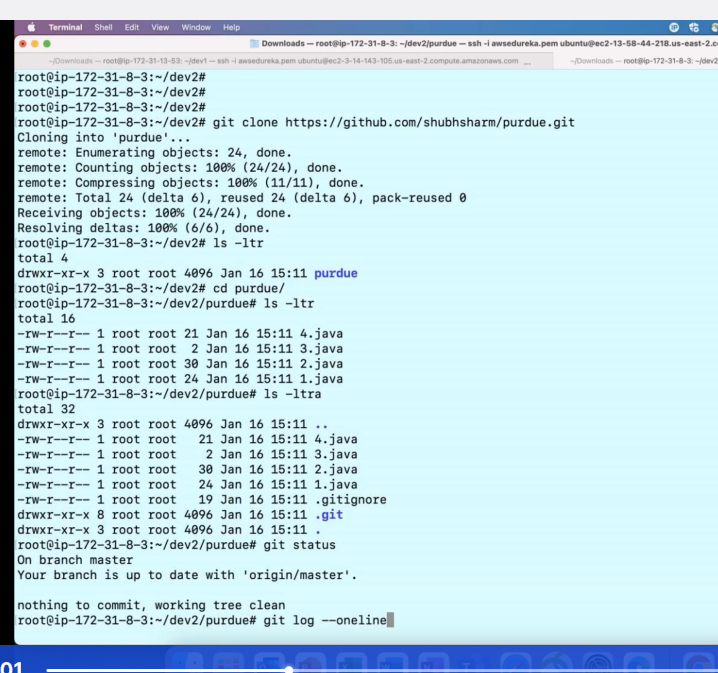 Terminal Shell Edit View Window Help
Downloads — root@ip-172-31-8-3: ~/dev2/purdue — ssh -i awsedureka.pem ubuntu@ec2-13-58-44-218.us-east-2.co
~/Downloads — root@ip-172-31-13-53: ~/dev1 — ssh -i awsedureka.pem ubuntu@ec2-3-14-143-105.us-east-2.compute.amazonaws.com ... ~/Downloads — root@ip-172-31-8-3: ~/dev2
root@ip-172-31-8-3:~/dev2#
root@ip-172-31-8-3:~/dev2#
root@ip-172-31-8-3:~/dev2#
root@ip-172-31-8-3:~/dev2# git clone https://github.com/shubhsharm/purdue.git
Cloning into 'purdue'...
remote: Enumerating objects: 24, done.
remote: Counting objects: 100% (24/24), done.
remote: Compressing objects: 100% (11/11), done.
remote: Total 24 (delta 6), reused 24 (delta 6), pack-reused 0
Receiving objects: 100% (24/24), done.
Resolving deltas: 100% (6/6), done.
root@ip-172-31-8-3:~/dev2# ls -ltr
total 4
drwxr-xr-x 3 root root 4096 Jan 16 15:11 purdue
root@ip-172-31-8-3:~/dev2# cd purdue/
root@ip-172-31-8-3:~/dev2/purdue# ls -ltr
total 16
-rw-r--r-- 1 root root 21 Jan 16 15:11 4.java
-rw-r--r-- 1 root root  2 Jan 16 15:11 3.java
-rw-r--r-- 1 root root 30 Jan 16 15:11 2.java
-rw-r--r-- 1 root root 24 Jan 16 15:11 1.java
root@ip-172-31-8-3:~/dev2/purdue# ls -ltra
total 32
drwxr-xr-x 3 root root 4096 Jan 16 15:11 ..
-rw-r--r-- 1 root root   21 Jan 16 15:11 4.java
-rw-r--r-- 1 root root    2 Jan 16 15:11 3.java
-rw-r--r-- 1 root root   30 Jan 16 15:11 2.java
-rw-r--r-- 1 root root   24 Jan 16 15:11 1.java
-rw-r--r-- 1 root root   19 Jan 16 15:11 .gitignore
drwxr-xr-x 8 root root 4096 Jan 16 15:11 .git
drwxr-xr-x 3 root root 4096 Jan 16 15:11 .
root@ip-172-31-8-3:~/dev2/purdue# git status
On branch master
Your branch is up to date with 'origin/master'.
nothing to commit, working tree clean
root@ip-172-31-8-3:~/dev2/purdue# git log --oneline
01